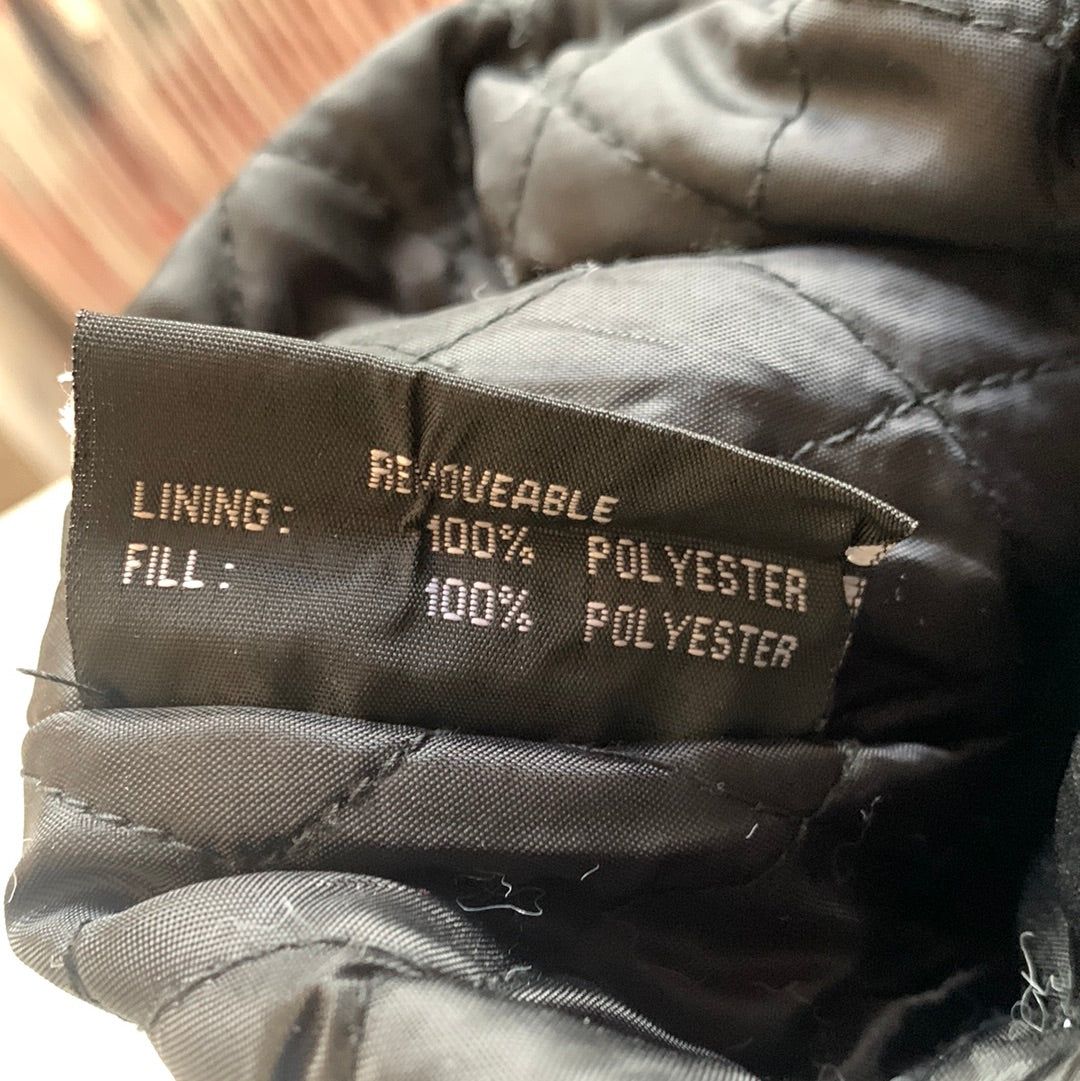 REMOVEABLE
LINING: 100% POLYESTER
FILL: 100% POLYESTER